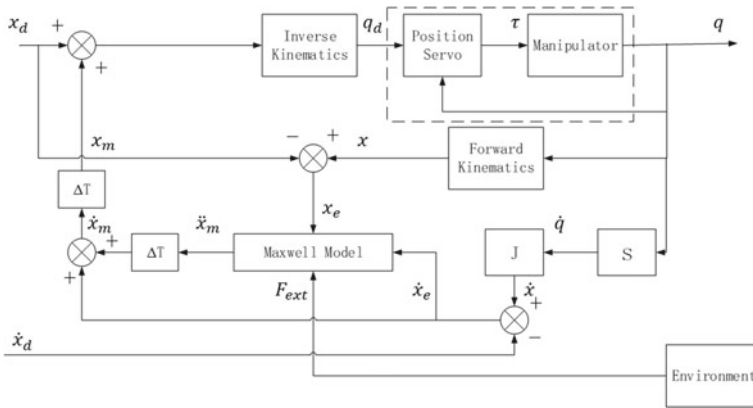 x_d
+
+
Inverse
Kinematics
q_d
Position
Servo
τ
Manipulator
q
x_m
−
+
x
Forward
Kinematics
ΔT
ẋ_m
x_e
+
+
ΔT
ẍ_m
Maxwell Model
q̇
J
S
F_ext
ẋ_e
ẋ
+
−
ẋ_d
Environment